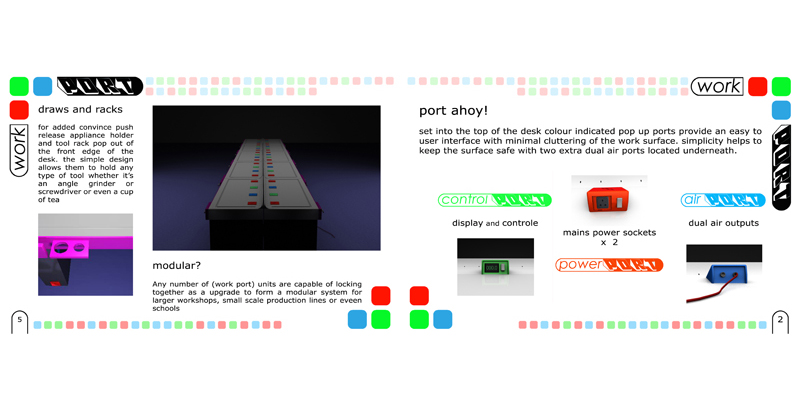 PORT
draws and racks
work
for added convince push
release appliance holder
and tool rack pop out of
the front edge of the
desk. the simple design
allows them to hold any
type of tool whether it's
an angle grinder or
screwdriver or even a cup
of tea
modular?
Any number of (work port) units are capable of locking
together as a upgrade to form a modular system for
larger workshops, small scale production lines or eveen
schools
5
work
PORT
port ahoy!
set into the top of the desk colour indicated pop up ports provide an easy to
user interface with minimal cluttering of the work surface. simplicity helps to
keep the surface safe with two extra dual air ports located underneath.
control PORT
display and controle
mains power sockets
x 2
power PORT
air PORT
dual air outputs
2